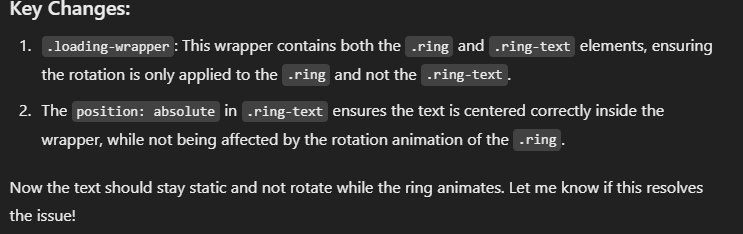 Key Changes:
1. .loading-wrapper: This wrapper contains both the .ring and .ring-text elements, ensuring
the rotation is only applied to the .ring and not the .ring-text.
2. The position: absolute in .ring-text ensures the text is centered correctly inside the
wrapper, while not being affected by the rotation animation of the .ring.
Now the text should stay static and not rotate while the ring animates. Let me know if this resolves
the issue!